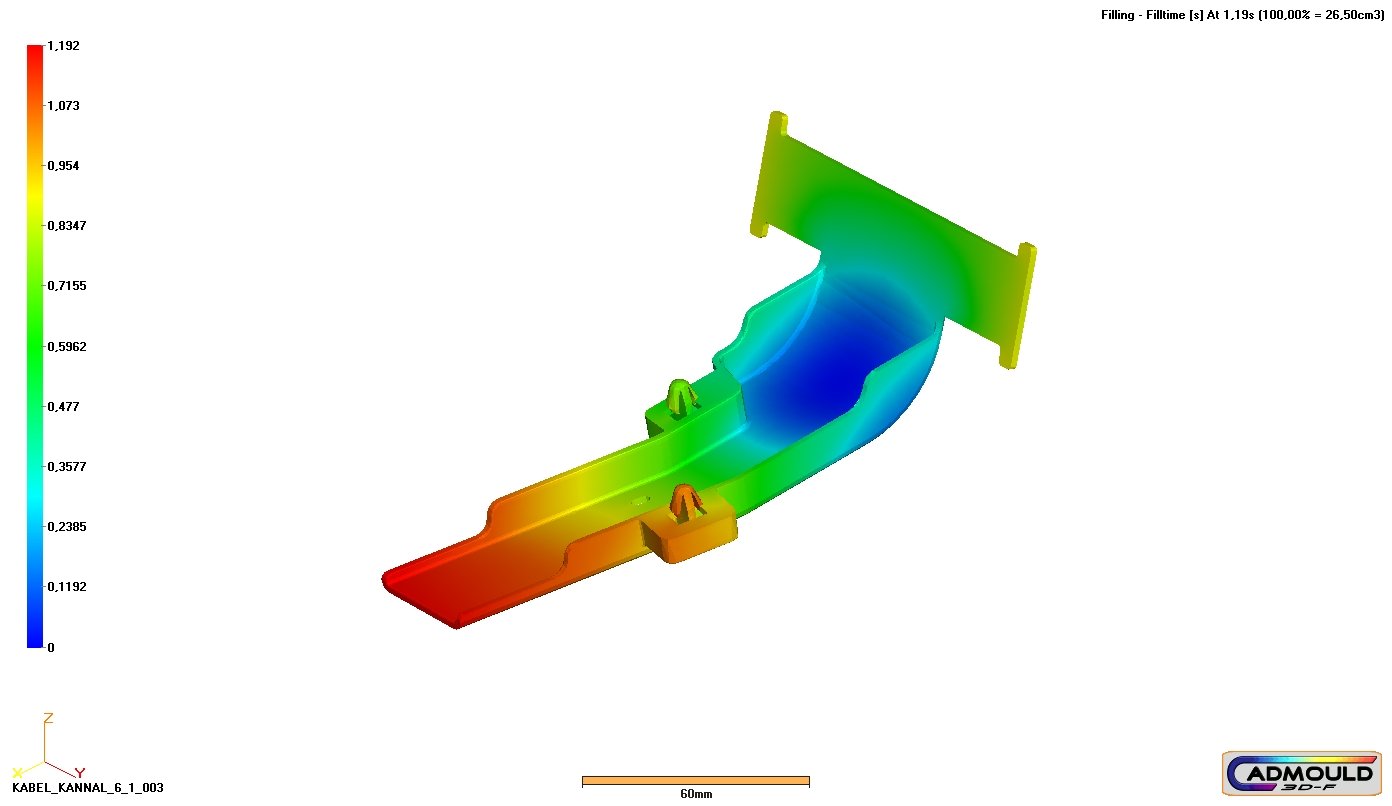 Filling - Filltime [s] At 1,19s (100,00% = 26,50cm3)
1,192
1,073
0,954
0,8347
0,7155
0,5962
0,477
0,3577
0,2385
0,1192
0
Z
X
Y
KABEL_KANNAL_6_1_003
60mm
CADMOULD
3D-F